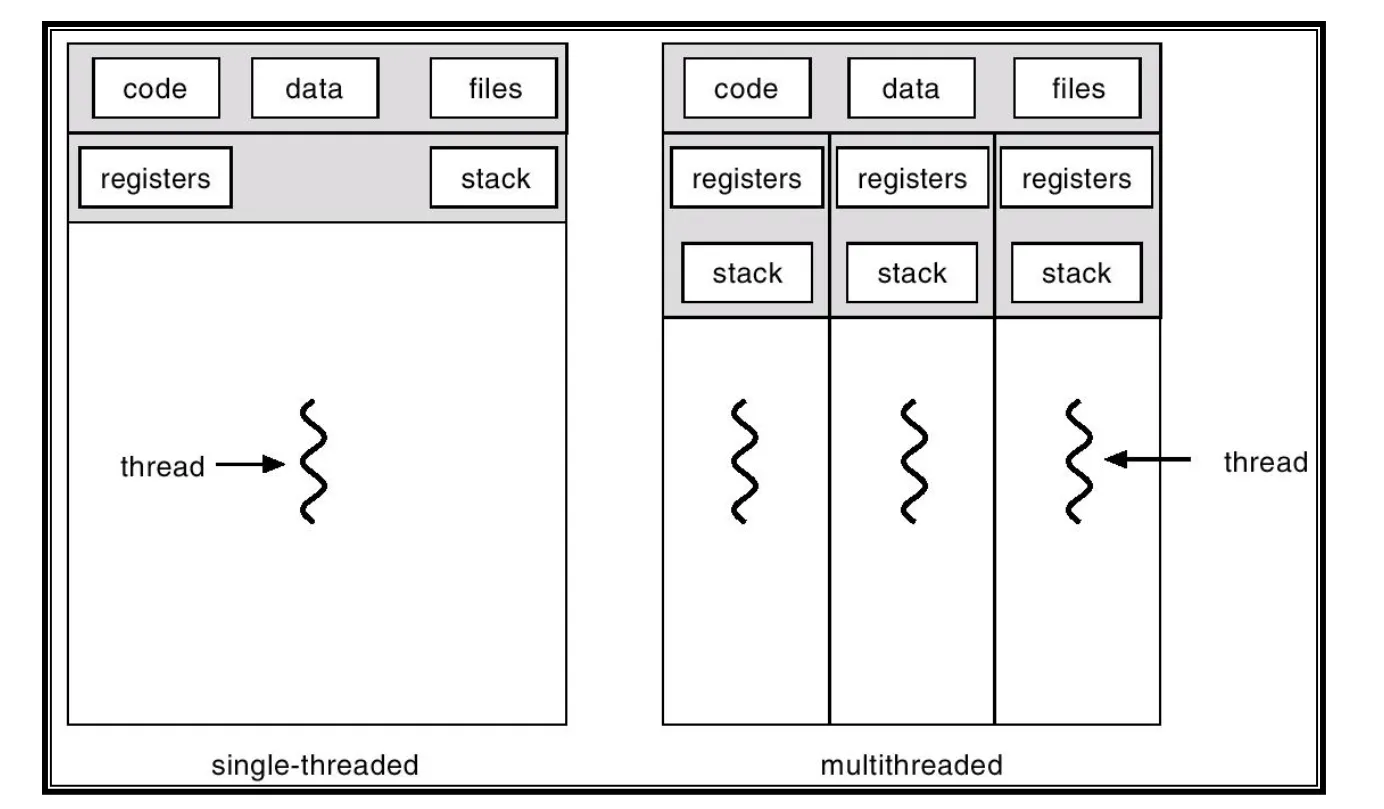 code data files
registers stack
thread
single-threaded
code data files
registers registers registers
stack stack stack
thread
multithreaded